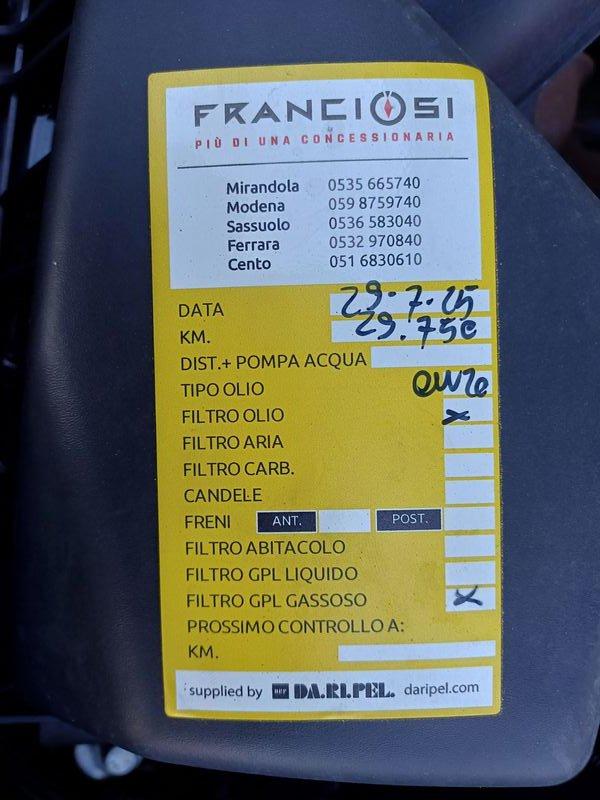 FRANCIOSI
PIÙ DI UNA CONCESSIONARIA
Mirandola 0535 665740
Modena 059 8759740
Sassuolo 0536 583040
Ferrara 0532 970840
Cento 051 6830610
DATA 29-7-25
KM. 29.750
DIST.+ POMPA ACQUA
TIPO OLIO 0W20
FILTRO OLIO x
FILTRO ARIA
FILTRO CARB.
CANDELE
FRENI ANT. POST.
FILTRO ABITACOLO
FILTRO GPL LIQUIDO
FILTRO GPL GASSOSO x
PROSSIMO CONTROLLO A:
KM.
supplied by DRP DA.RI.PEL. daripel.com